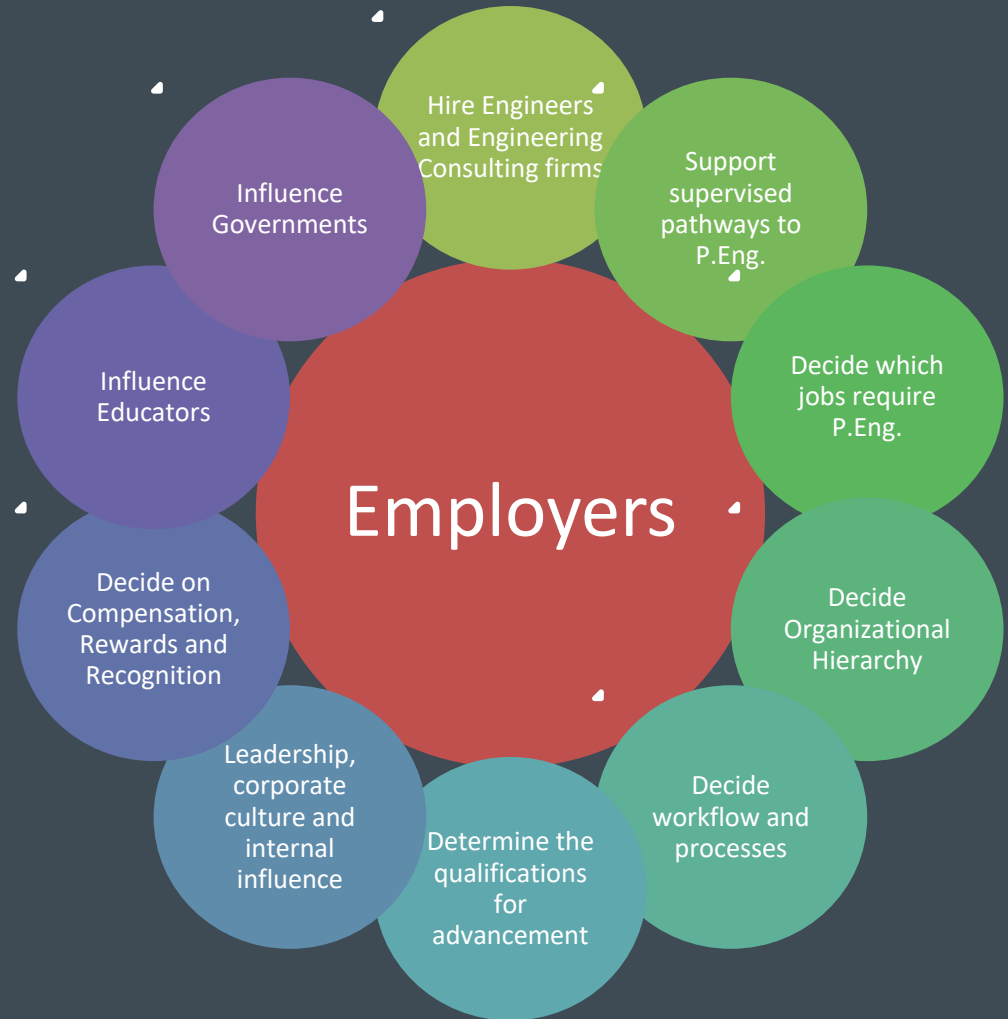 Hire Engineers
and Engineering
Consulting firms
Support
supervised
pathways to
P.Eng.
Decide which
jobs require
P.Eng.
Decide
Organizational
Hierarchy
Decide
workflow and
processes
Determine the
qualifications
for
advancement
Leadership,
corporate
culture and
internal
influence
Decide on
Compensation,
Rewards and
Recognition
Influence
Educators
Influence
Governments
Employers